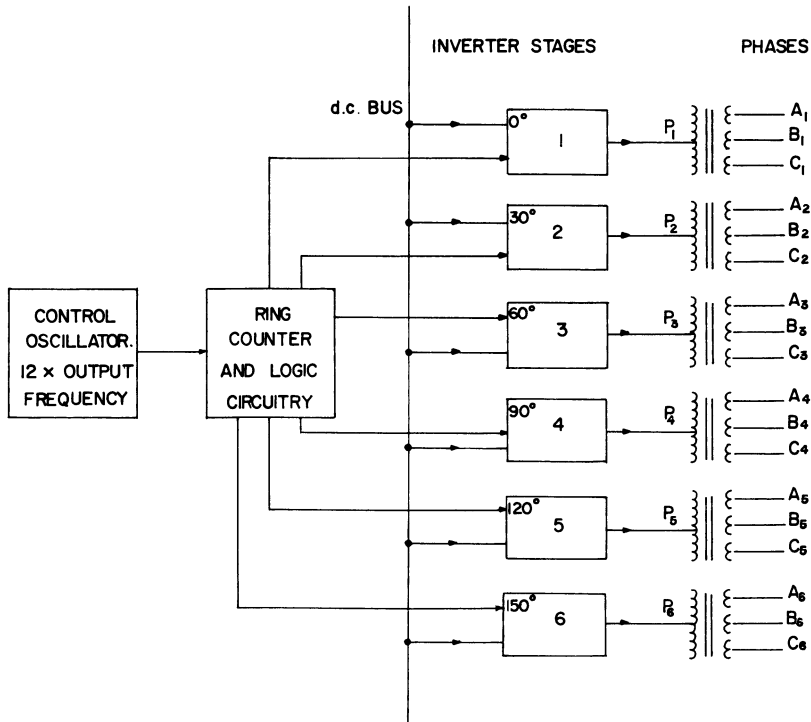 INVERTER STAGES
PHASES
d.c. BUS
0°
1
P₁
A₁
B₁
C₁
30°
2
P₂
A₂
B₂
C₂
CONTROL
OSCILLATOR.
12 × OUTPUT
FREQUENCY
RING
COUNTER
AND LOGIC
CIRCUITRY
60°
3
P₃
A₃
B₃
C₃
90°
4
P₄
A₄
B₄
C₄
120°
5
P₅
A₅
B₅
C₅
150°
6
P₆
A₆
B₆
C₆